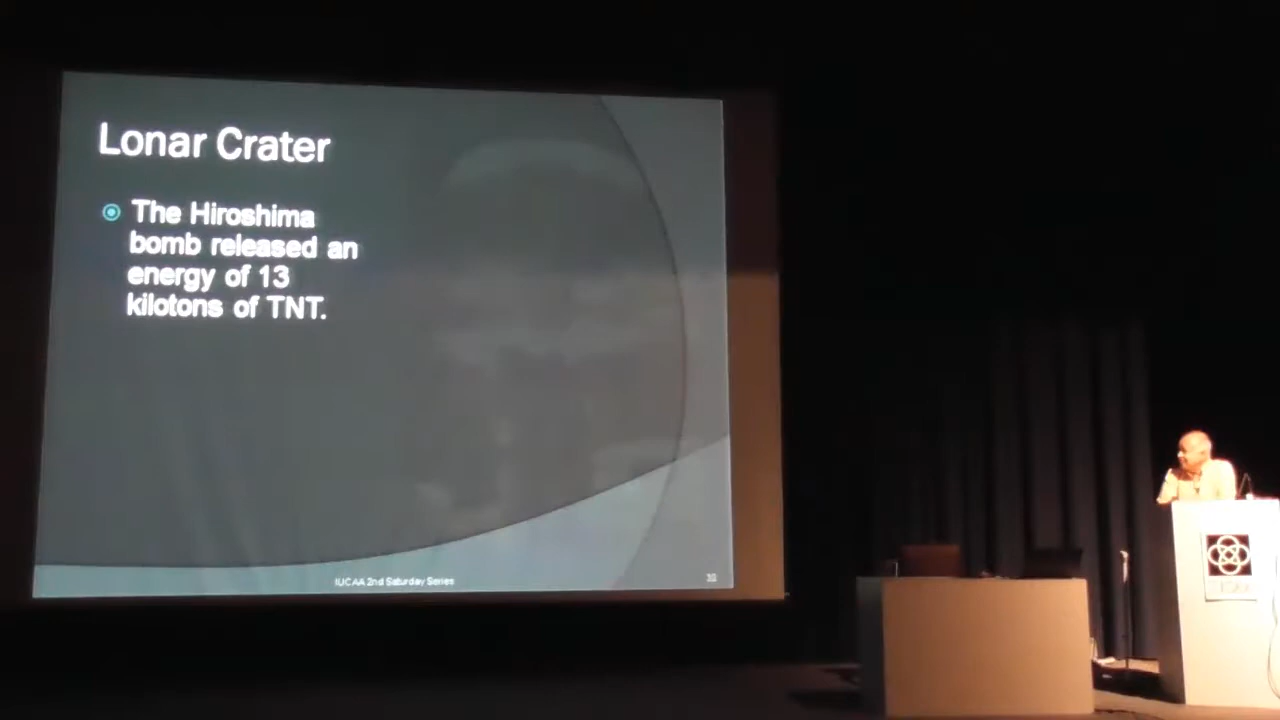 Lonar Crater
The Hiroshima
bomb released an
energy of 13
kilotons of TNT.
IUCAA 2nd Saturday Series